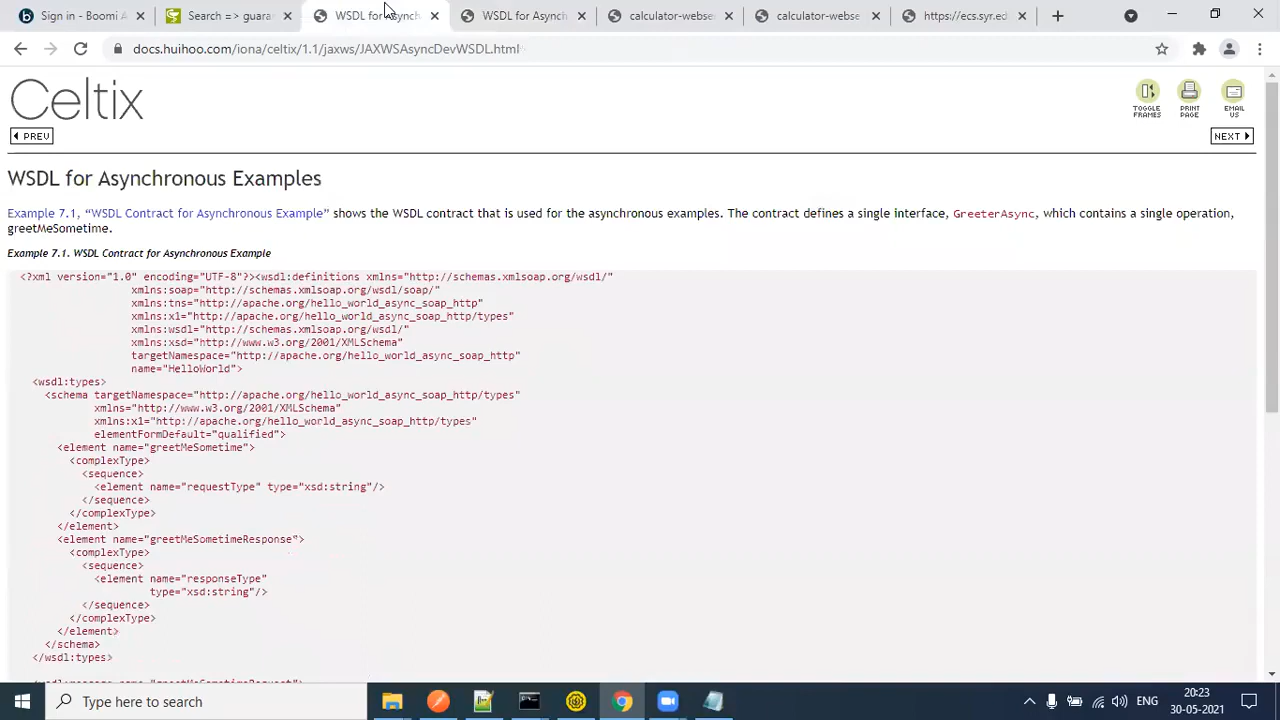 Sign in - Boomi A
Search => guara
WSDL for Asynch
WSDL for Asynch
calculator-webse
calculator-webse
https://ecs.syr.ed
docs.huihoo.com/iona/celtix/1.1/jaxws/JAXWSAsyncDevWSDL.html
Celtix
TOGGLE FRAMES
PRINT PAGE
EMAIL US
PREV
NEXT
WSDL for Asynchronous Examples
Example 7.1, “WSDL Contract for Asynchronous Example” shows the WSDL contract that is used for the asynchronous examples. The contract defines a single interface, GreeterAsync, which contains a single operation,
greetMeSometime.
Example 7.1. WSDL Contract for Asynchronous Example
<?xml version="1.0" encoding="UTF-8"?><wsdl:definitions xmlns="http://schemas.xmlsoap.org/wsdl/"
xmlns:soap="http://schemas.xmlsoap.org/wsdl/soap/"
xmlns:tns="http://apache.org/hello_world_async_soap_http"
xmlns:x1="http://apache.org/hello_world_async_soap_http/types"
xmlns:wsdl="http://schemas.xmlsoap.org/wsdl/"
xmlns:xsd="http://www.w3.org/2001/XMLSchema"
targetNamespace="http://apache.org/hello_world_async_soap_http"
name="HelloWorld">
<wsdl:types>
<schema targetNamespace="http://apache.org/hello_world_async_soap_http/types"
xmlns="http://www.w3.org/2001/XMLSchema"
xmlns:x1="http://apache.org/hello_world_async_soap_http/types"
elementFormDefault="qualified">
<element name="greetMeSometime">
<complexType>
<sequence>
<element name="requestType" type="xsd:string"/>
</sequence>
</complexType>
</element>
<element name="greetMeSometimeResponse">
<complexType>
<sequence>
<element name="responseType"
type="xsd:string"/>
</sequence>
</complexType>
</element>
</schema>
</wsdl:types>
<wsdl:message name="greetMeSometimeRequest">
Type here to search
ENG
20:23
30-05-2021